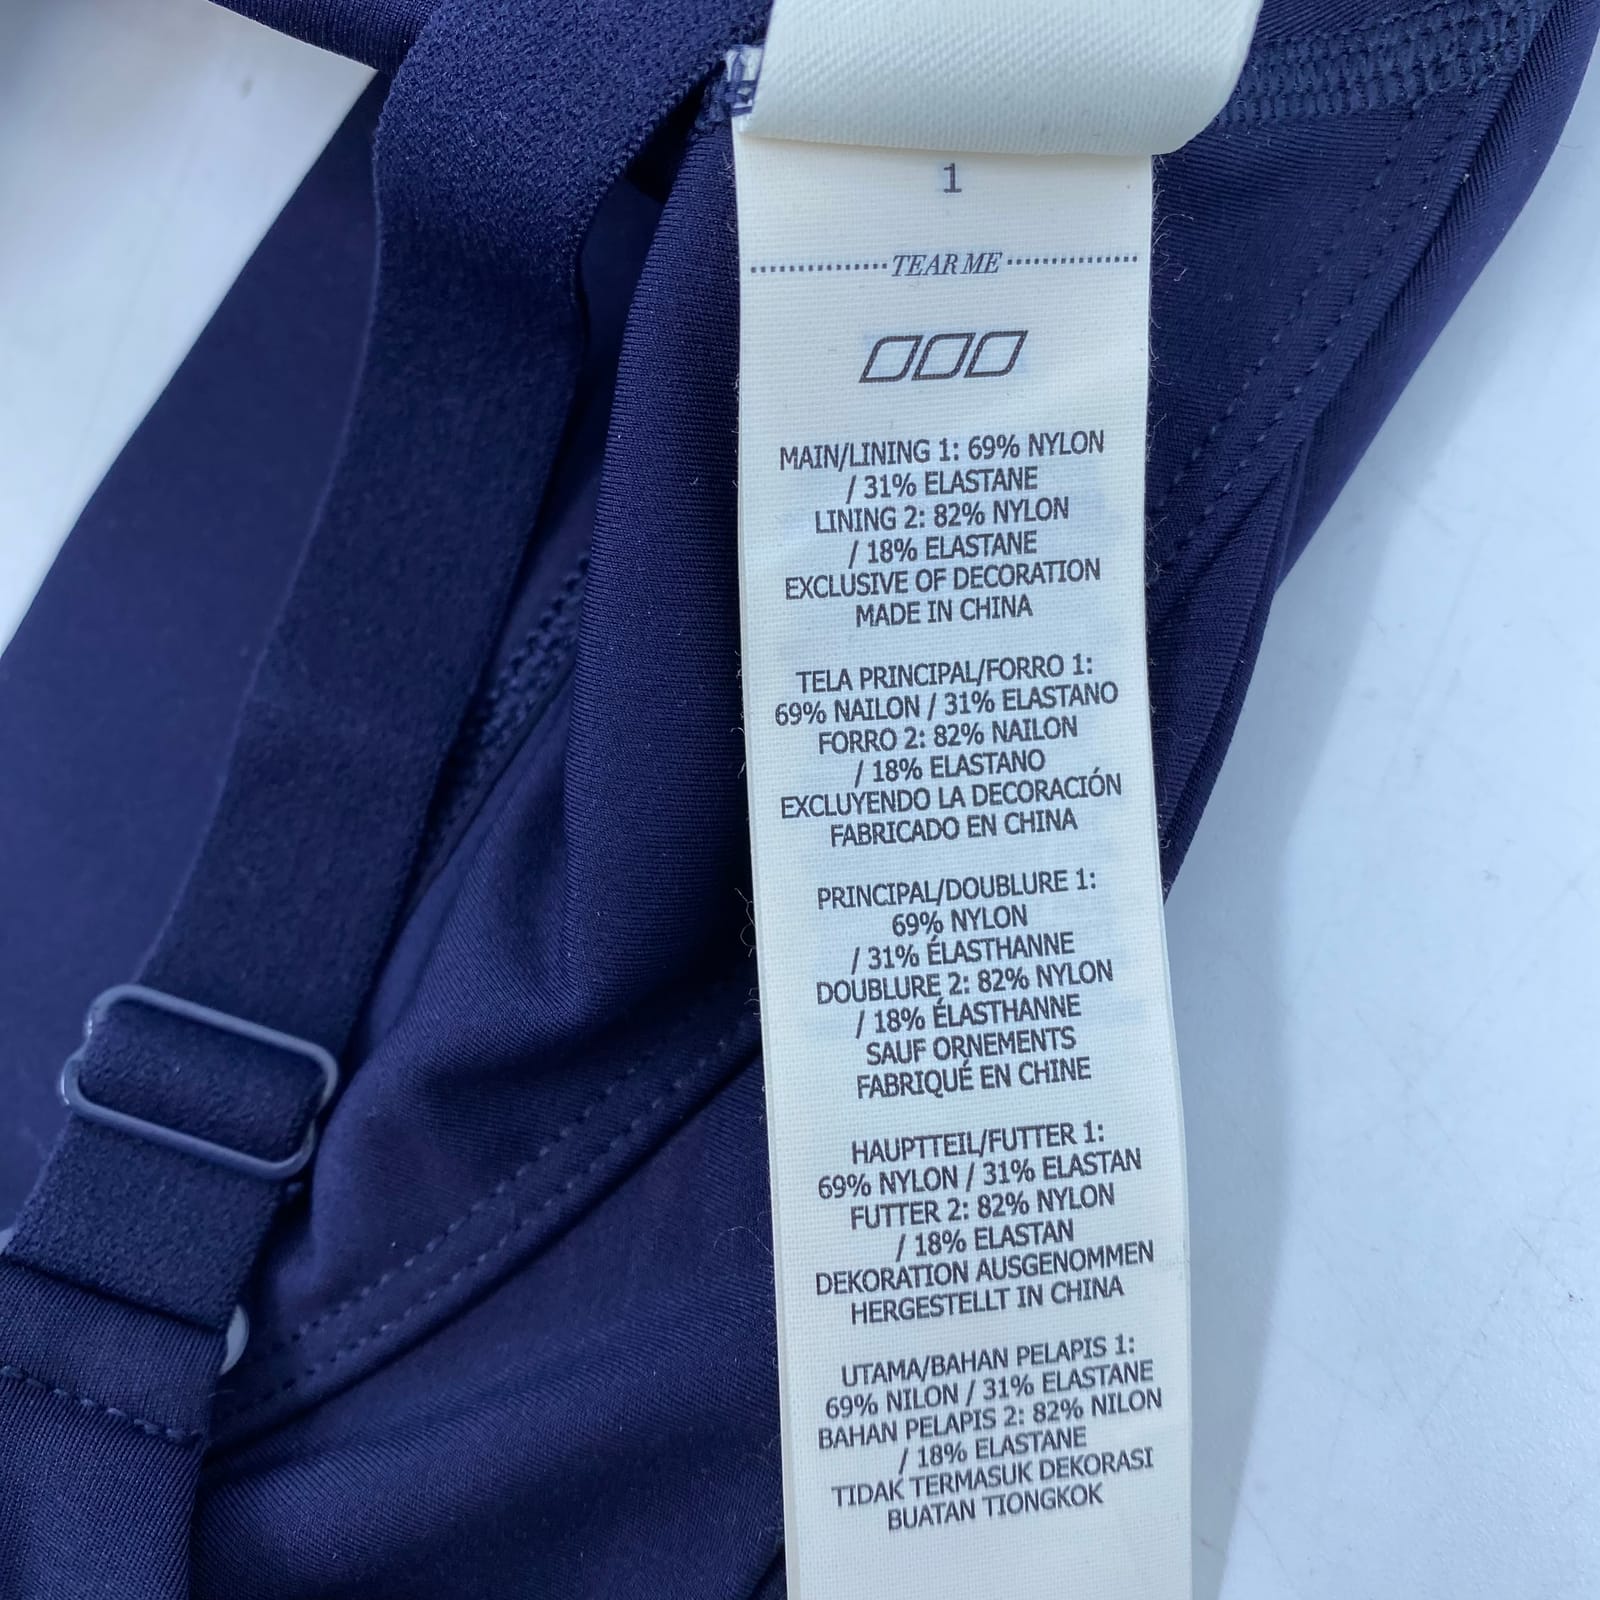 1
TEAR ME
MAIN/LINING 1: 69% NYLON
/ 31% ELASTANE
LINING 2: 82% NYLON
/ 18% ELASTANE
EXCLUSIVE OF DECORATION
MADE IN CHINA
TELA PRINCIPAL/FORRO 1:
69% NAILON / 31% ELASTANO
FORRO 2: 82% NAILON
/ 18% ELASTANO
EXCLUYENDO LA DECORACIÓN
FABRICADO EN CHINA
PRINCIPAL/DOUBLURE 1:
69% NYLON
/ 31% ÉLASTHANNE
DOUBLURE 2: 82% NYLON
/ 18% ÉLASTHANNE
SAUF ORNEMENTS
FABRIQUÉ EN CHINE
HAUPTTEIL/FUTTER 1:
69% NYLON / 31% ELASTAN
FUTTER 2: 82% NYLON
/ 18% ELASTAN
DEKORATION AUSGENOMMEN
HERGESTELLT IN CHINA
UTAMA/BAHAN PELAPIS 1:
69% NILON / 31% ELASTANE
BAHAN PELAPIS 2: 82% NILON
/ 18% ELASTANE
TIDAK TERMASUK DEKORASI
BUATAN TIONGKOK